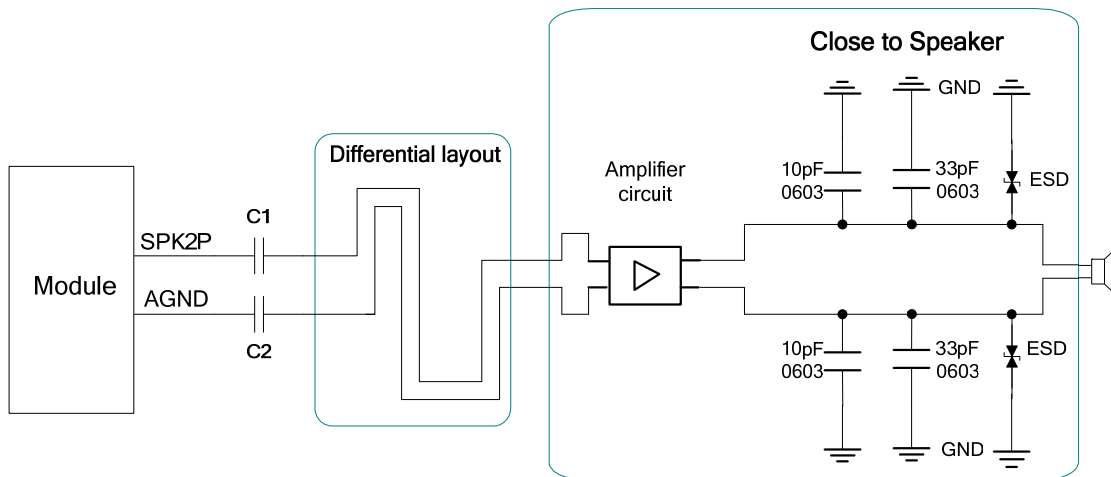 Close to Speaker
GND
Differential layout
Amplifier
circuit
10pF
0603
33pF
0603
ESD
C1
SPK2P
Module
AGND
C2
10pF
0603
33pF
0603
ESD
GND